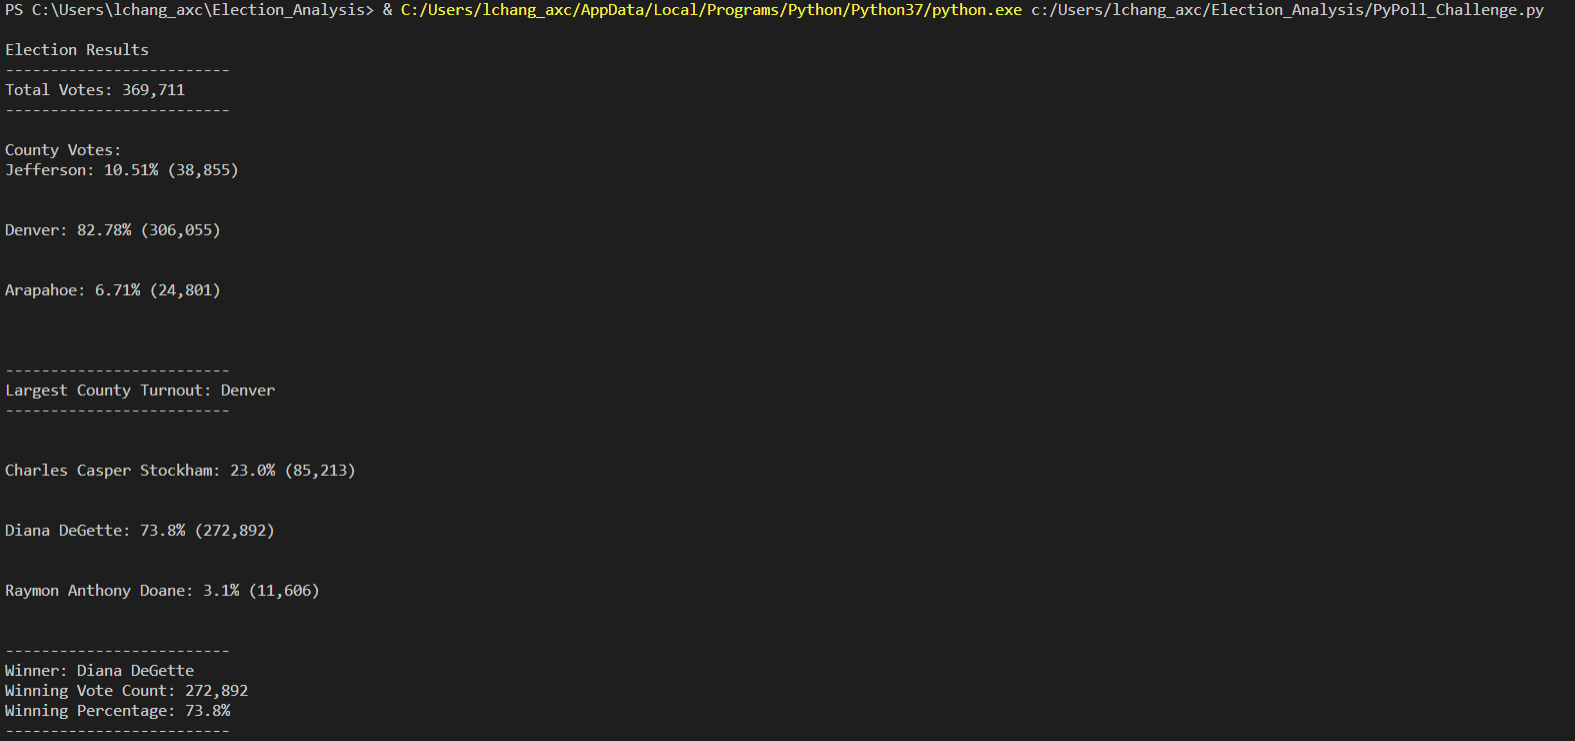 PS C:\Users\lchang_axc\Election_Analysis> & C:/Users/lchang_axc/AppData/Local/Programs/Python/Python37/python.exe c:/Users/lchang_axc/Election_Analysis/PyPoll_Challenge.py
Election Results
-------------------------
Total Votes: 369,711
-------------------------
County Votes:
Jefferson: 10.51% (38,855)
Denver: 82.78% (306,055)
Arapahoe: 6.71% (24,801)
-------------------------
Largest County Turnout: Denver
-------------------------
Charles Casper Stockham: 23.0% (85,213)
Diana DeGette: 73.8% (272,892)
Raymon Anthony Doane: 3.1% (11,606)
-------------------------
Winner: Diana DeGette
Winning Vote Count: 272,892
Winning Percentage: 73.8%
-------------------------